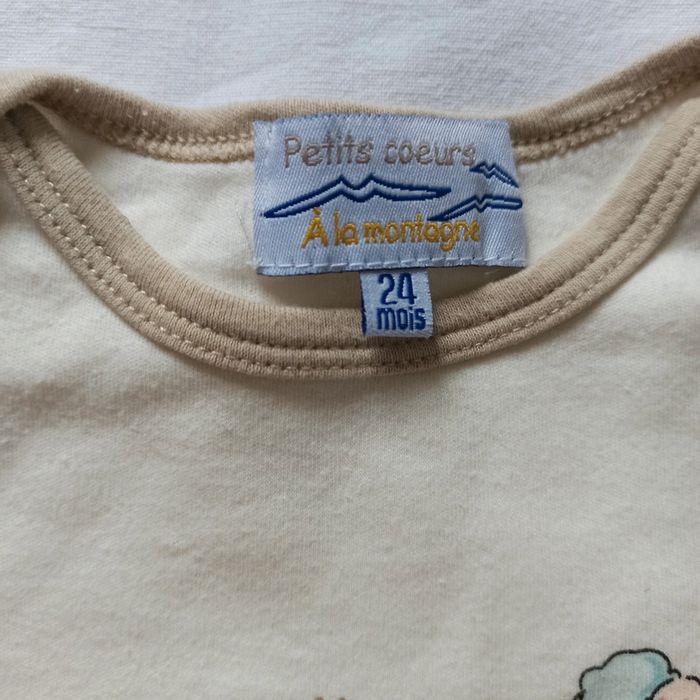 Petits coeurs
À la montagne
24
mois